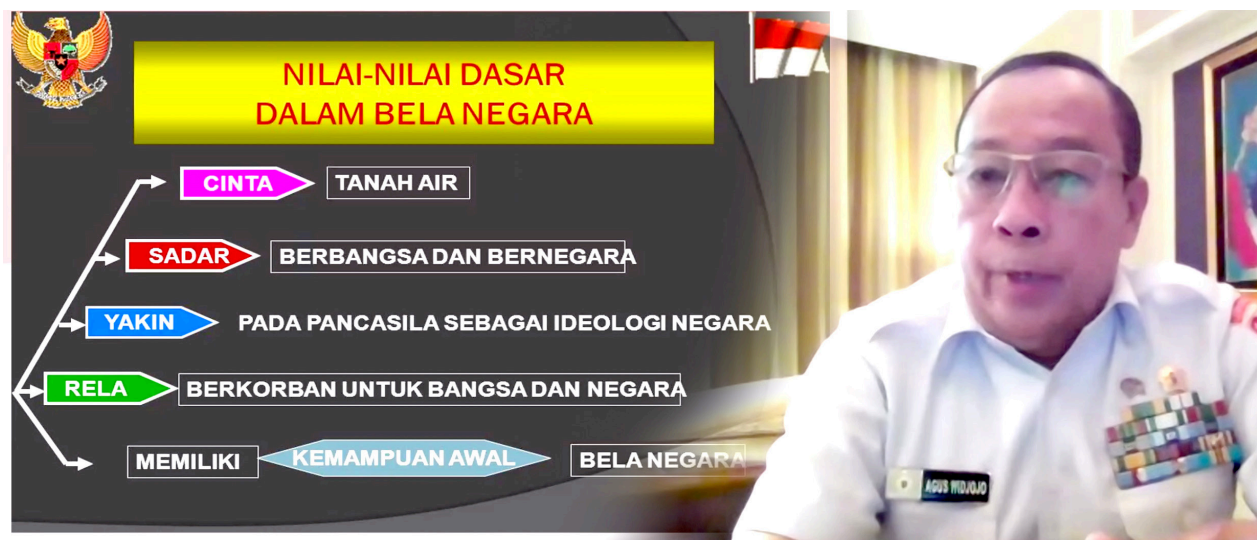 NILAI-NILAI DASAR
DALAM BELA NEGARA
CINTA TANAH AIR
SADAR BERBANGSA DAN BERNEGARA
YAKIN PADA PANCASILA SEBAGAI IDEOLOGI NEGARA
RELA BERKORBAN UNTUK BANGSA DAN NEGARA
MEMILIKI KEMAMPUAN AWAL BELA NEGARA
AGUS WIDJOJO